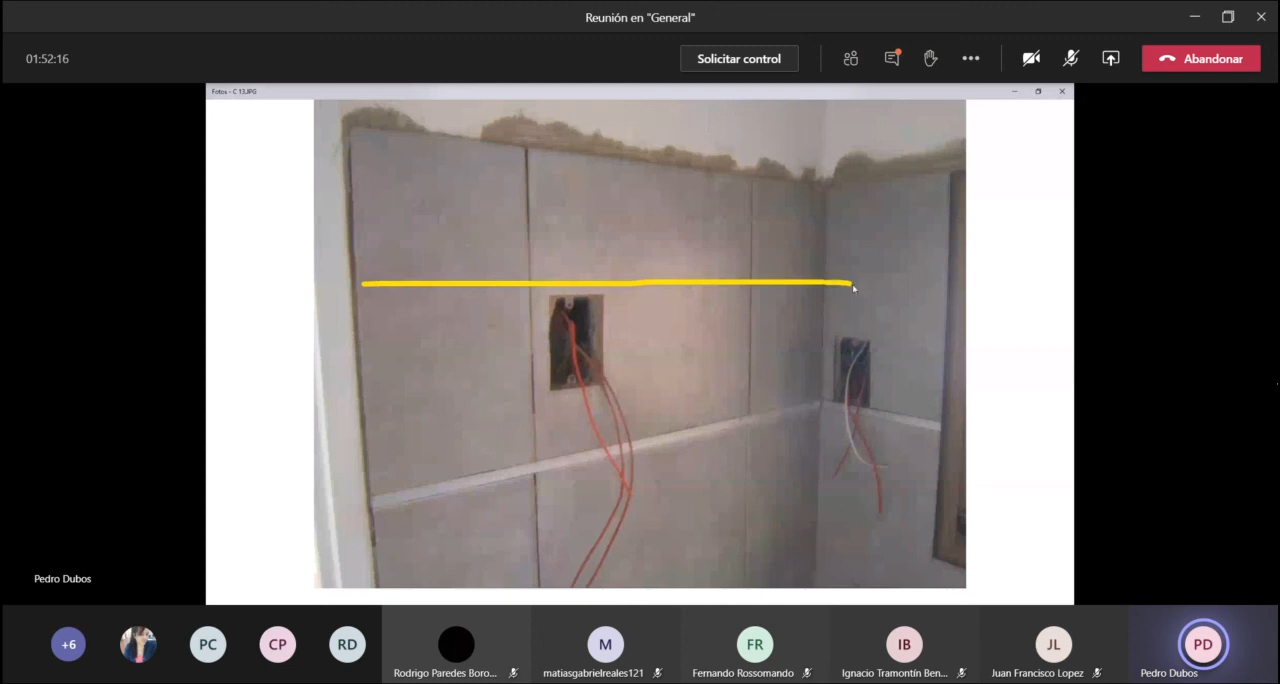 Reunión en "General"
01:52:16
Solicitar control
Abandonar
Fotos - C 13.JPG
Pedro Dubos
+6
PC
CP
RD
Rodrigo Paredes Boro...
M
matiasgabrielreales121
FR
Fernando Rossomando
IB
Ignacio Tramontín Ben...
JL
Juan Francisco Lopez
PD
Pedro Dubos